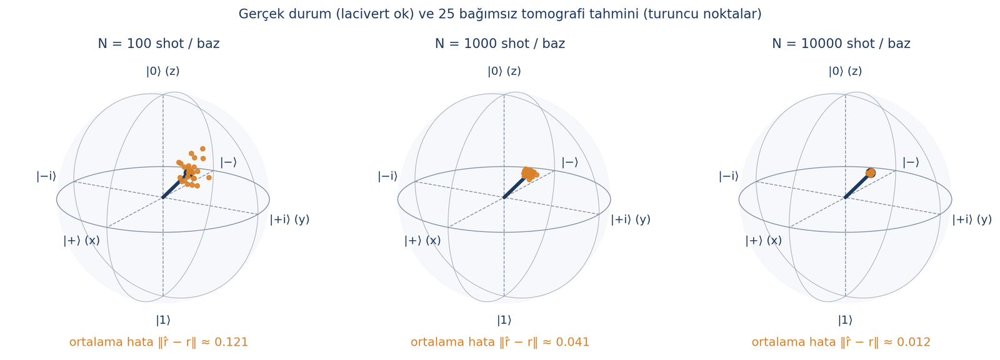 Gerçek durum (lacivert ok) ve 25 bağımsız tomografi tahmini (turuncu noktalar)
N = 100 shot / baz
|0⟩ (z)
|−⟩
|−i⟩
|+i⟩ (y)
|+⟩ (x)
|1⟩
ortalama hata ‖r̂ − r‖ ≈ 0.121
N = 1000 shot / baz
|0⟩ (z)
|−⟩
|−i⟩
|+i⟩ (y)
|+⟩ (x)
|1⟩
ortalama hata ‖r̂ − r‖ ≈ 0.041
N = 10000 shot / baz
|0⟩ (z)
|−⟩
|−i⟩
|+i⟩ (y)
|+⟩ (x)
|1⟩
ortalama hata ‖r̂ − r‖ ≈ 0.012